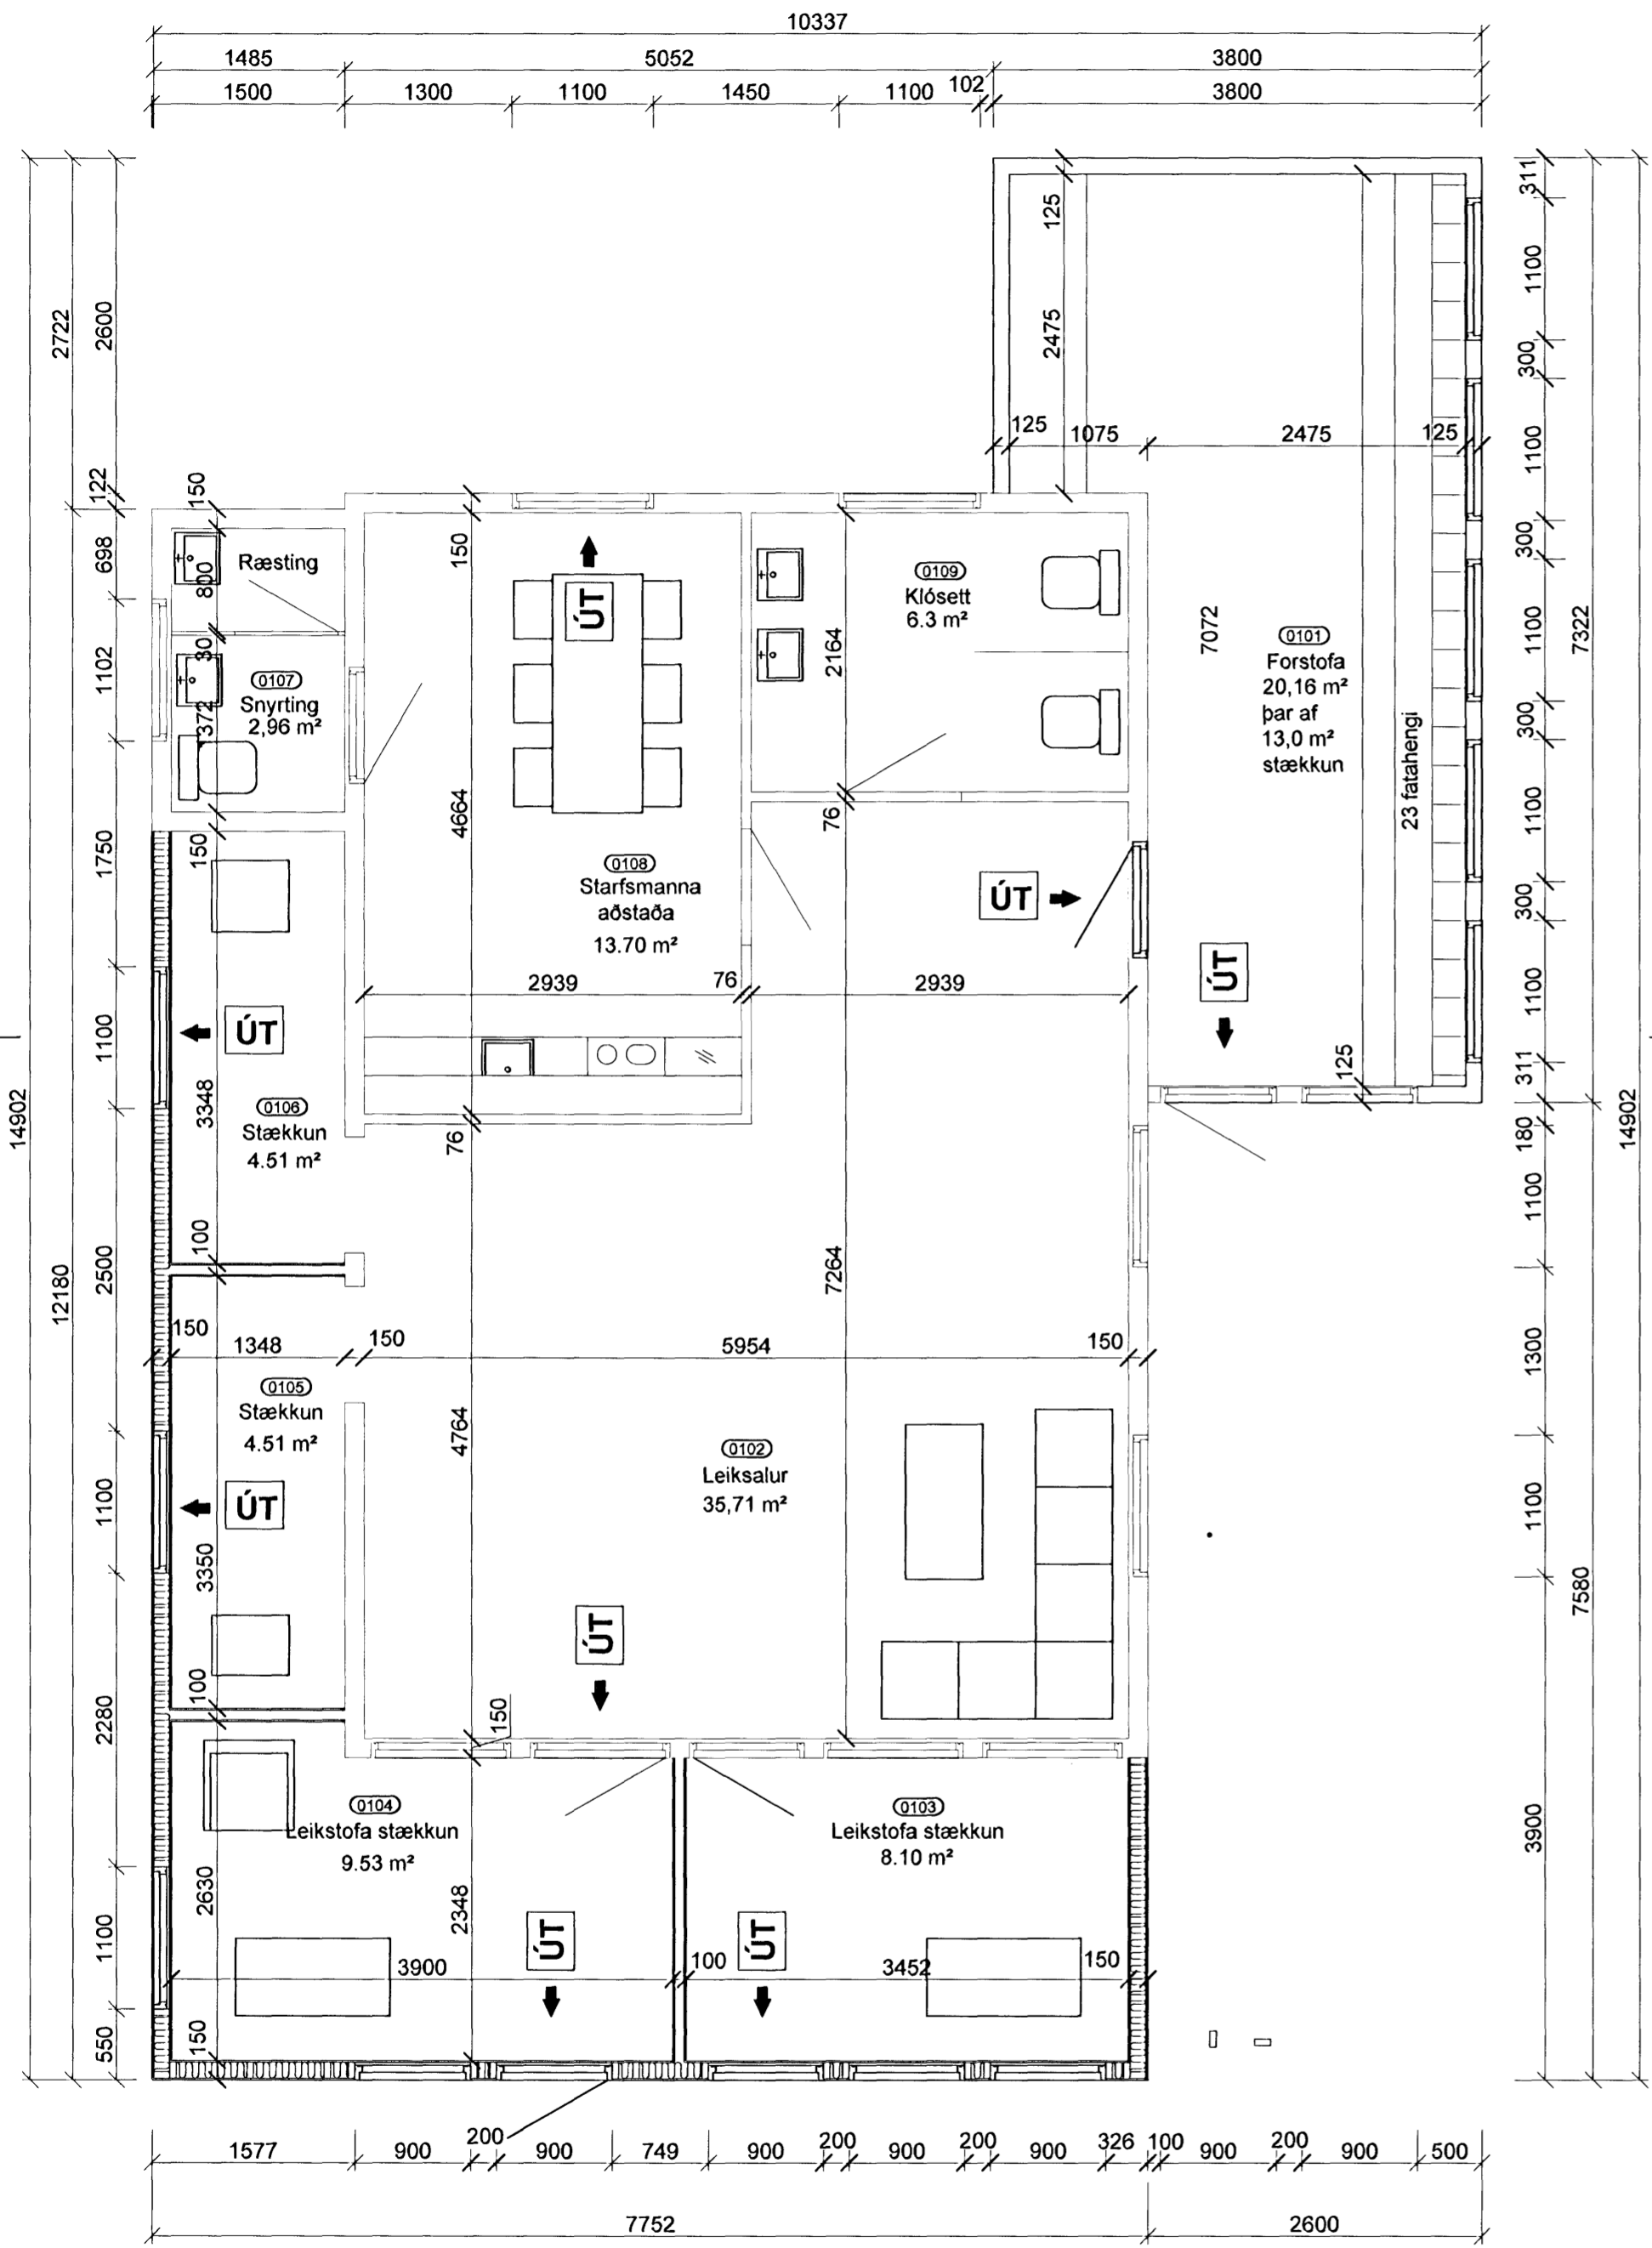 10337
1485 5052 3800
1500 1300 1100 1450 1100 102 3800
14902
2722
12180
2600
122
698
1102
1750
1100
2500
1100
2280
1100
550
311
1100
300
1100
300
1100
300
1100
300
1100
311
180
1100
1300
1100
3900
7322
7580
14902
125
2475
125 1075 2475 125
7072
0101
Forstofa
20,16 m²
þar af
13,0 m²
stækkun
23 fatahengi
ÚT
125
150
Ræsting
800
30
0107
Snyrting
2,96 m²
372
150
150
ÚT
4664
0108
Starfsmanna
aðstaða
13.70 m²
2939 76 2939
76
0109
Klósett
6.3 m²
2164
76
ÚT
ÚT
3348
0106
Stækkun
4.51 m²
100
7264
150 1348 150 5954 150
0105
Stækkun
4.51 m²
ÚT
3350
100
4764
0102
Leiksalur
35,71 m²
ÚT
150
0104
Leikstofa stækkun
9.53 m²
2630
2348
ÚT
3900
150
0103
Leikstofa stækkun
8.10 m²
ÚT
100 3452 150
1577 900 200 900 749 900 200 900 200 900 326 100 900 200 900 500
7752 2600